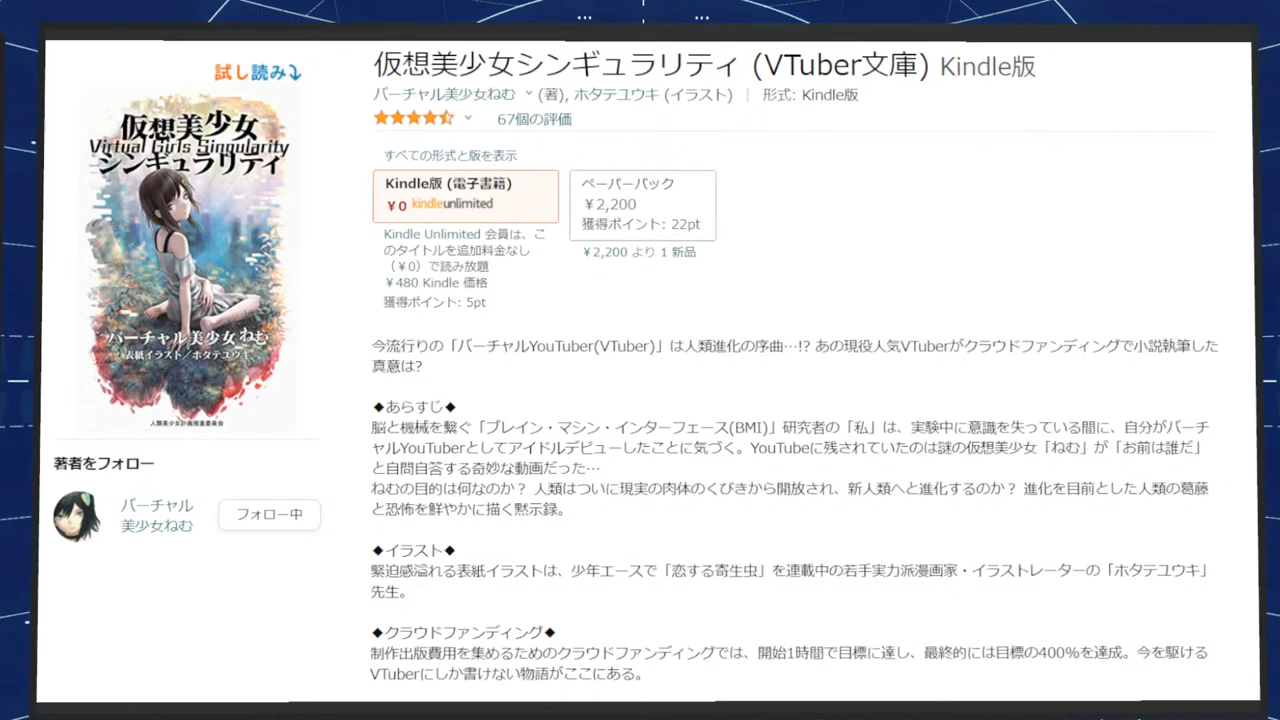 試し読み
仮想美少女
Virtual Girls Singularity
シンギュラリティ
バーチャル美少女ねむ
表紙イラスト／ホタテユウキ
人類美少女計画推進委員会
著者をフォロー
バーチャル
美少女ねむ
フォロー中
仮想美少女シンギュラリティ (VTuber文庫) Kindle版
バーチャル美少女ねむ (著), ホタテユウキ (イラスト) | 形式: Kindle版
67個の評価
すべての形式と版を表示
Kindle版 (電子書籍)
￥0 kindleunlimited
Kindle Unlimited 会員は、こ
のタイトルを追加料金なし
（￥0）で読み放題
￥480 Kindle 価格
獲得ポイント: 5pt
ペーパーバック
￥2,200
獲得ポイント: 22pt
￥2,200 より 1 新品
今流行りの「バーチャルYouTuber(VTuber)」は人類進化の序曲…!? あの現役人気VTuberがクラウドファンディングで小説執筆した
真意は?
◆あらすじ◆
脳と機械を繋ぐ「ブレイン・マシン・インターフェース(BMI)」研究者の「私」は、実験中に意識を失っている間に、自分がバーチ
ャルYouTuberとしてアイドルデビューしたことに気づく。YouTubeに残されていたのは謎の仮想美少女「ねむ」が「お前は誰だ」
と自問自答する奇妙な動画だった…
ねむの目的は何なのか？ 人類はついに現実の肉体のくびきから開放され、新人類へと進化するのか？ 進化を目前とした人類の葛藤
と恐怖を鮮やかに描く黙示録。
◆イラスト◆
緊迫感溢れる表紙イラストは、少年エースで「恋する寄生虫」を連載中の若手実力派漫画家・イラストレーターの「ホタテユウキ」
先生。
◆クラウドファンディング◆
制作出版費用を集めるためのクラウドファンディングでは、開始1時間で目標に達し、最終的には目標の400%を達成。今を駆ける
VTuberにしか書けない物語がここにある。